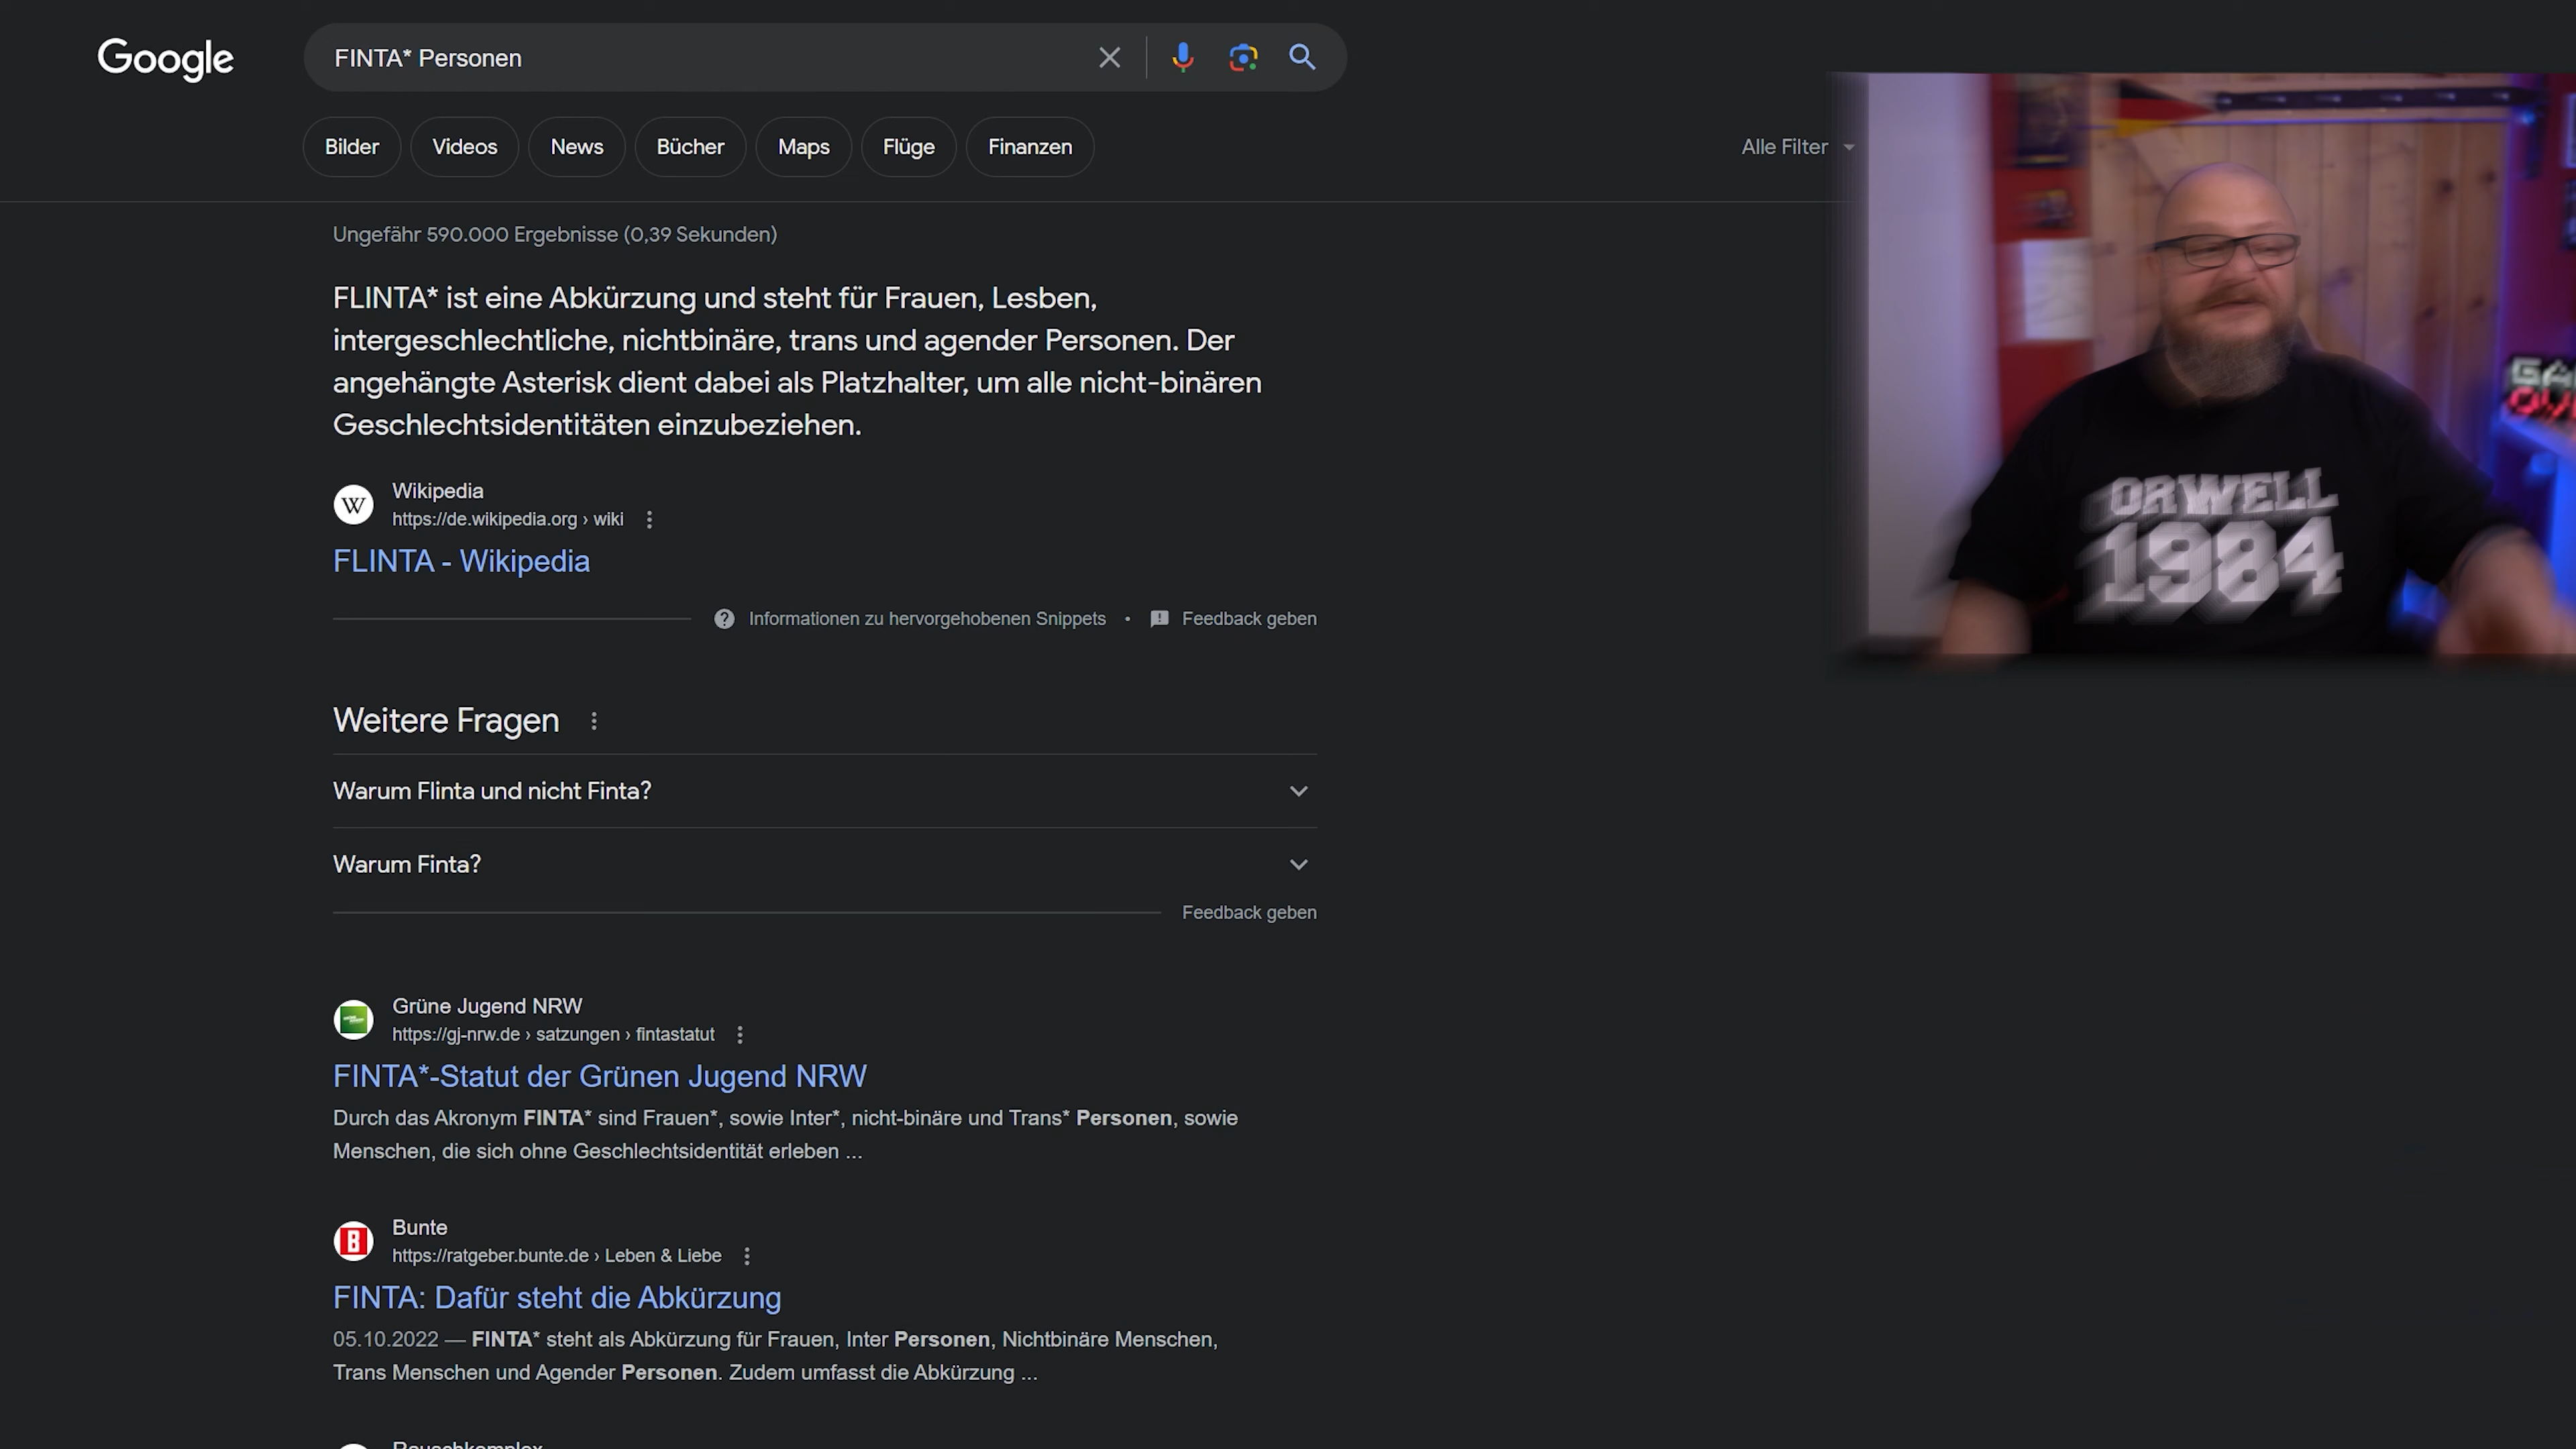 Google
FINTA* Personen
Bilder
Videos
News
Bücher
Maps
Flüge
Finanzen
Alle Filter
Ungefähr 590.000 Ergebnisse (0,39 Sekunden)
FLINTA* ist eine Abkürzung und steht für Frauen, Lesben,
intergeschlechtliche, nichtbinäre, trans und agender Personen. Der
angehängte Asterisk dient dabei als Platzhalter, um alle nicht-binären
Geschlechtsidentitäten einzubeziehen.
W
Wikipedia
https://de.wikipedia.org › wiki
FLINTA - Wikipedia
Informationen zu hervorgehobenen Snippets • Feedback geben
Weitere Fragen
Warum Flinta und nicht Finta?
Warum Finta?
Feedback geben
Grüne Jugend NRW
https://gj-nrw.de › satzungen › fintastatut
FINTA*-Statut der Grünen Jugend NRW
Durch das Akronym FINTA* sind Frauen*, sowie Inter*, nicht-binäre und Trans* Personen, sowie
Menschen, die sich ohne Geschlechtsidentität erleben ...
B
Bunte
https://ratgeber.bunte.de › Leben & Liebe
FINTA: Dafür steht die Abkürzung
05.10.2022 — FINTA* steht als Abkürzung für Frauen, Inter Personen, Nichtbinäre Menschen,
Trans Menschen und Agender Personen. Zudem umfasst die Abkürzung ...
ORWELL
1984